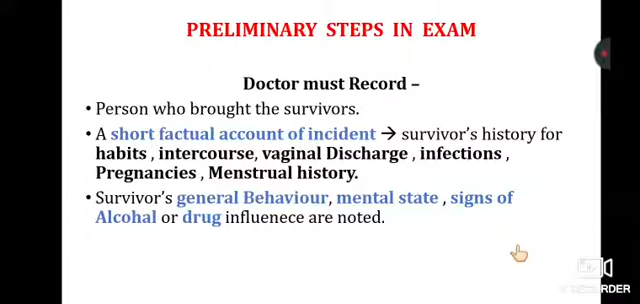 PRELIMINARY STEPS IN EXAM
Doctor must Record –
• Person who brought the survivors.
• A short factual account of incident → survivor's history for
habits , intercourse, vaginal Discharge , infections ,
Pregnancies , Menstrual history.
• Survivor's general Behaviour, mental state , signs of
Alcohal or drug influenece are noted.